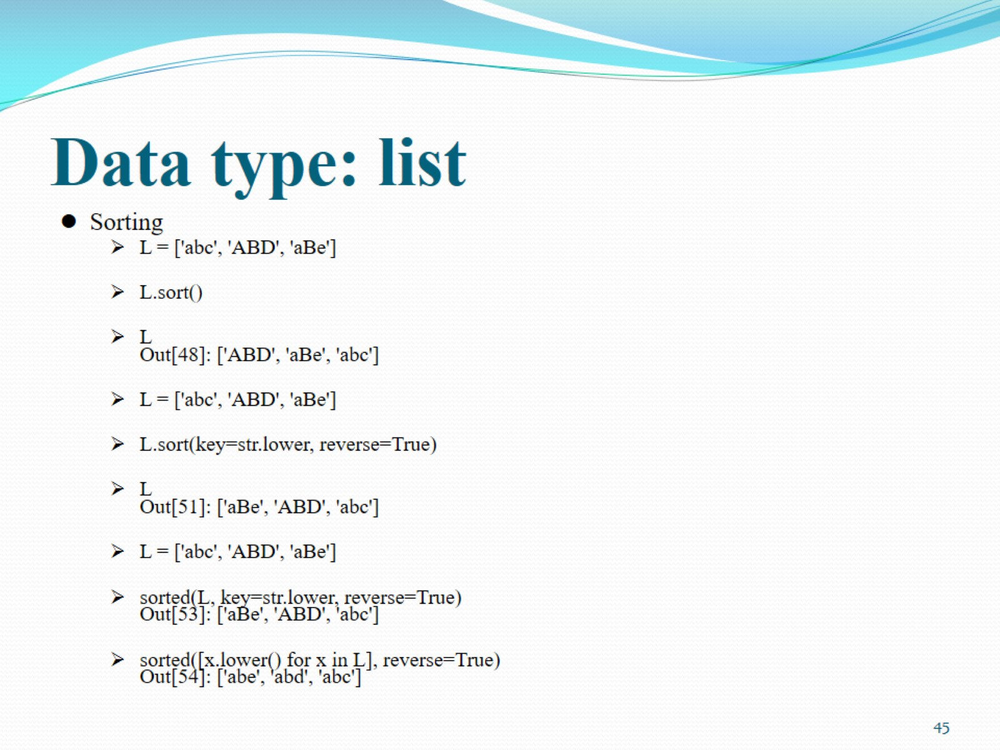 Data type: list
Sorting
L = ['abc', 'ABD', 'aBe']
L.sort()
L
Out[48]: ['ABD', 'aBe', 'abc']
L = ['abc', 'ABD', 'aBe']
L.sort(key=str.lower, reverse=True)
L
Out[51]: ['aBe', 'ABD', 'abc']
L = ['abc', 'ABD', 'aBe']
sorted(L, key=str.lower, reverse=True)
Out[53]: ['aBe', 'ABD', 'abc']
sorted([x.lower() for x in L], reverse=True)
Out[54]: ['abe', 'abd', 'abc']
45